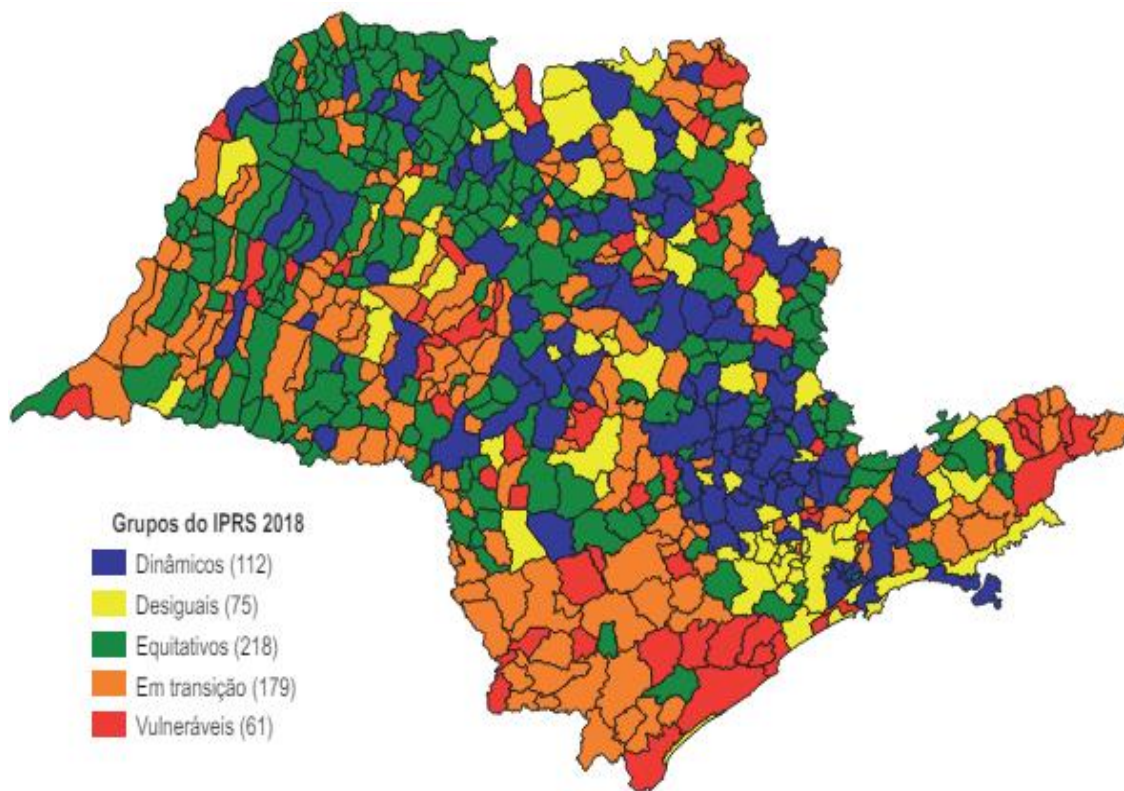 Grupos do IPRS 2018
Dinâmicos (112)
Desiguais (75)
Equitativos (218)
Em transição (179)
Vulneráveis (61)